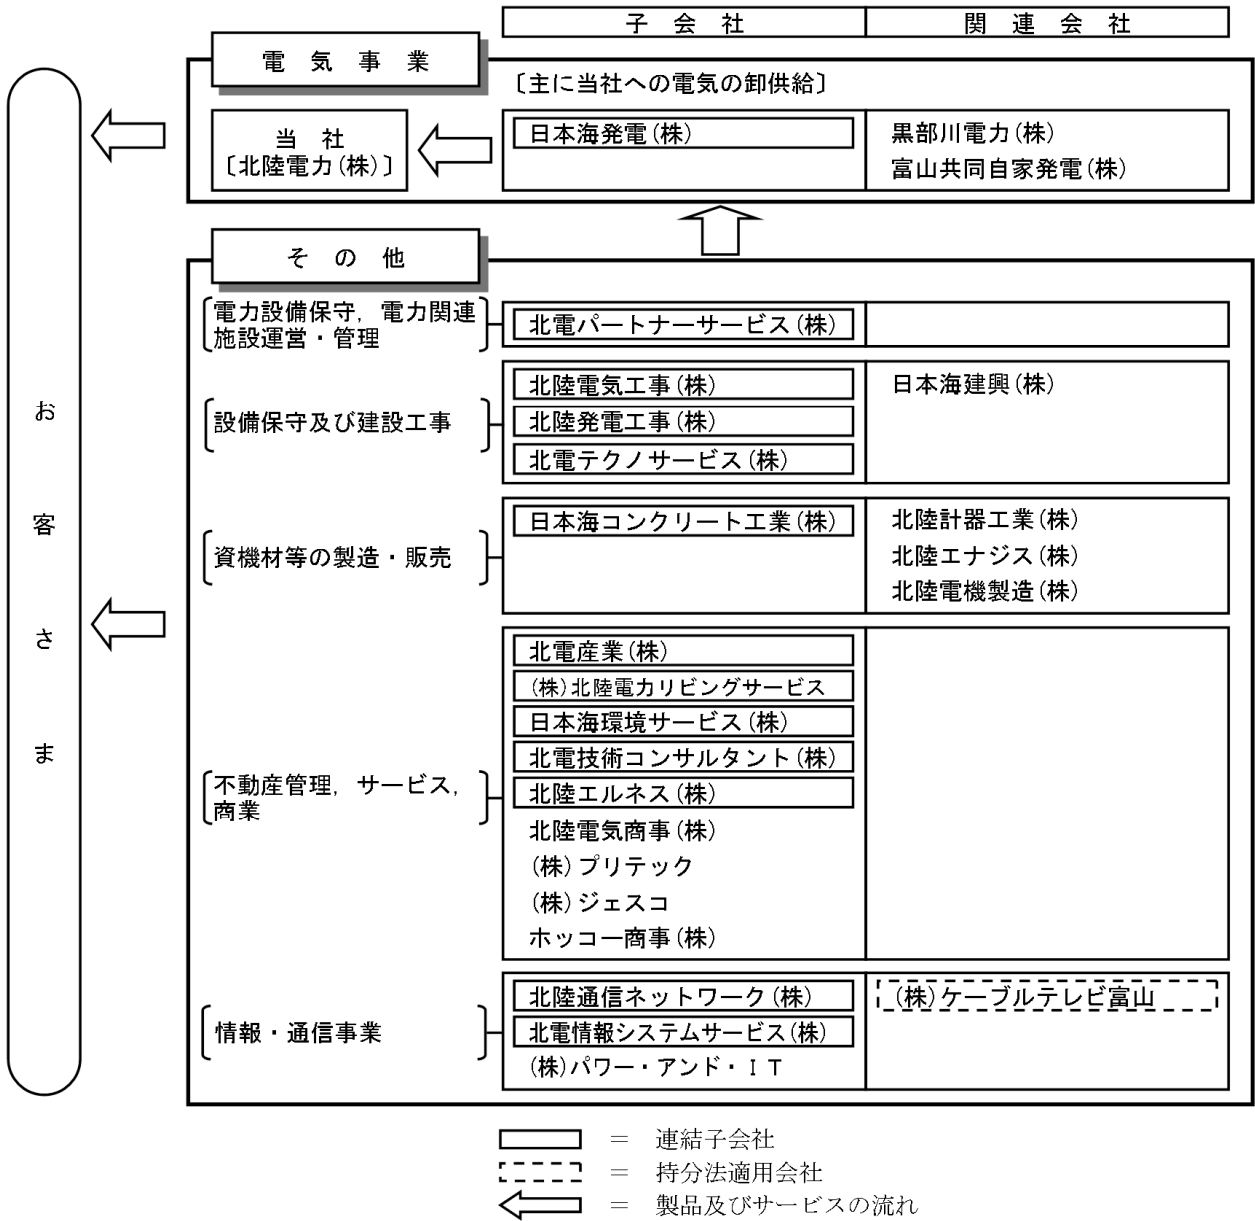 子会社
関連会社
電気事業
〔主に当社への電気の卸供給〕
当社
〔北陸電力(株)〕
日本海発電(株)
黒部川電力(株)
富山共同自家発電(株)
お客さま
その他
電力設備保守，電力関連
施設運営・管理
北電パートナーサービス(株)
設備保守及び建設工事
北陸電気工事(株)
北陸発電工事(株)
北電テクノサービス(株)
日本海建興(株)
資機材等の製造・販売
日本海コンクリート工業(株)
北陸計器工業(株)
北陸エナジス(株)
北陸電機製造(株)
不動産管理，サービス，
商業
北電産業(株)
(株)北陸電力リビングサービス
日本海環境サービス(株)
北電技術コンサルタント(株)
北陸エルネス(株)
北陸電気商事(株)
(株)プリテック
(株)ジェスコ
ホッコー商事(株)
情報・通信事業
北陸通信ネットワーク(株)
北電情報システムサービス(株)
(株)パワー・アンド・ＩＴ
(株)ケーブルテレビ富山
＝ 連結子会社
＝ 持分法適用会社
＝ 製品及びサービスの流れ